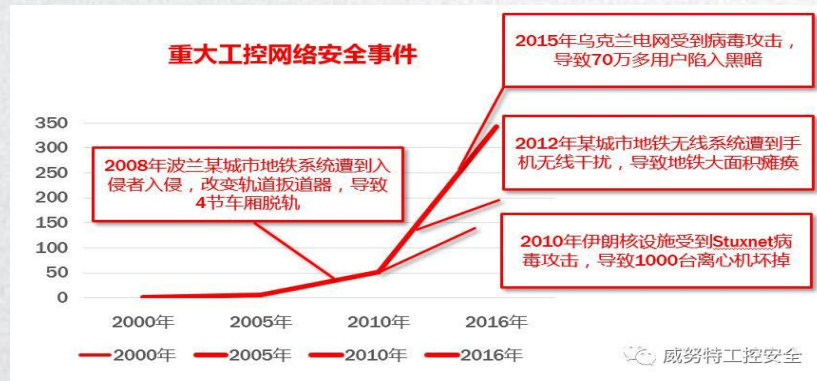 重大工控网络安全事件
2015年乌克兰电网受到病毒攻击，
导致70万多用户陷入黑暗
2012年某城市地铁无线系统遭到手
机无线干扰，导致地铁大面积瘫痪
2010年伊朗核设施受到Stuxnet病
毒攻击，导致1000台离心机坏掉
2008年波兰某城市地铁系统遭到入
侵者入侵，改变轨道扳道器，导致
4节车厢脱轨
350
300
250
200
150
100
50
0
2000年 2005年 2010年 2016年
2000年 2005年 2010年 2016年
威努特工控安全